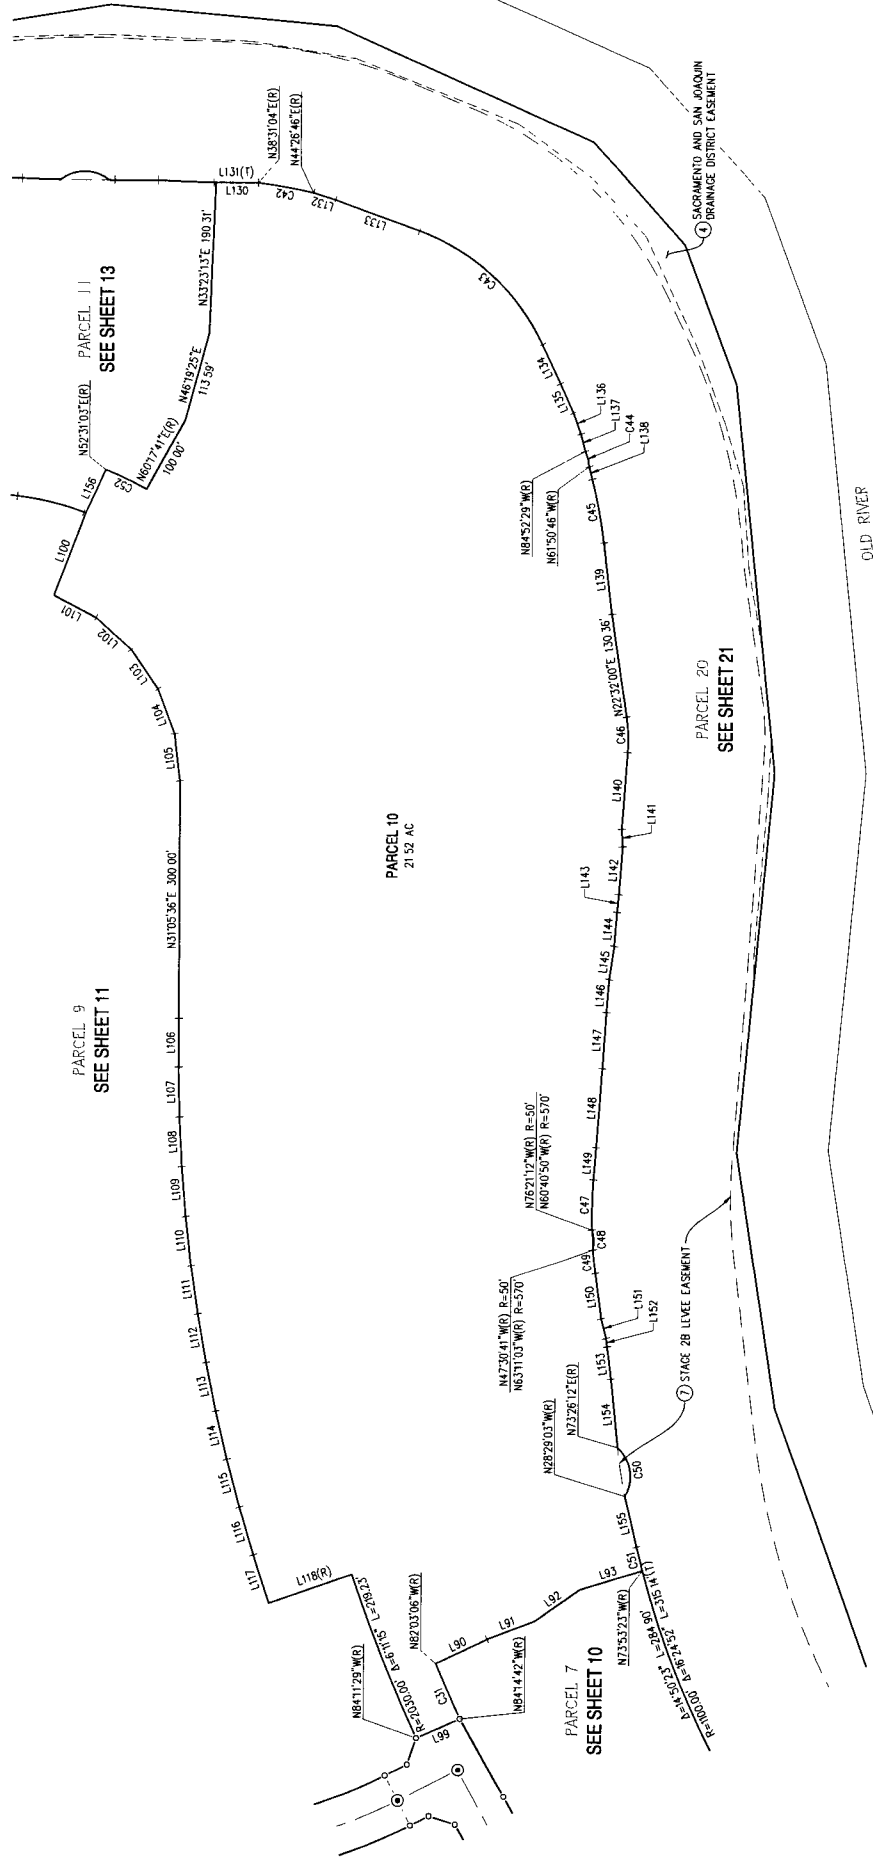 SACRAMENTO AND SAN JOAQUIN
DRAINAGE DISTRICT EASEMENT
4
L131(T)
L130
N38°31'04"E(R)
N44°26'46"E(R)
C42
L132
L133
C43
N33°23'13"E 190 31'
PARCEL 11
SEE SHEET 13
N46°19'25"E
113 59'
N60°17'41"E(R)
100 00'
N52°31'03"E(R)
C52
L156
L100
L101
L102
L103
L104
L105
L134
L135
L136
L137
C44
L138
N84°52'29"W(R)
N61°50'46"W(R)
C45
L139
N22°32'00"E 130 36'
C46
OLD RIVER
PARCEL 20
SEE SHEET 21
L140
L141
L142
L143
L144
L145
L146
L147
L148
L149
PARCEL 10
21 52 AC
N31°05'36"E 300 00'
PARCEL 9
SEE SHEET 11
L106
L107
L108
L109
L110
L111
L112
L113
L114
L115
L116
L117
L118(R)
N76°21'12"W(R) R=50'
N60°40'50"W(R) R=570'
C47
C48
C49
N47°30'41"W(R) R=50'
N63°11'03"W(R) R=570'
L150
L151
L152
L153
L154
7
STAGE 2B LEVEE EASEMENT
N73°26'12"E(R)
N28°29'03"W(R)
C50
L155
C51
L93
L92
L91
L90
N82°03'06"W(R)
C31
N84°14'42"W(R)
L99
N84°11'29"W(R)
R=2030.00' Δ=6°11'15" L=219.23'
N73°53'23"W(R)
PARCEL 7
SEE SHEET 10
Δ=14°50'23" L=284 90'
R=1100.00' Δ=16°24'52" L=315 14'(T)